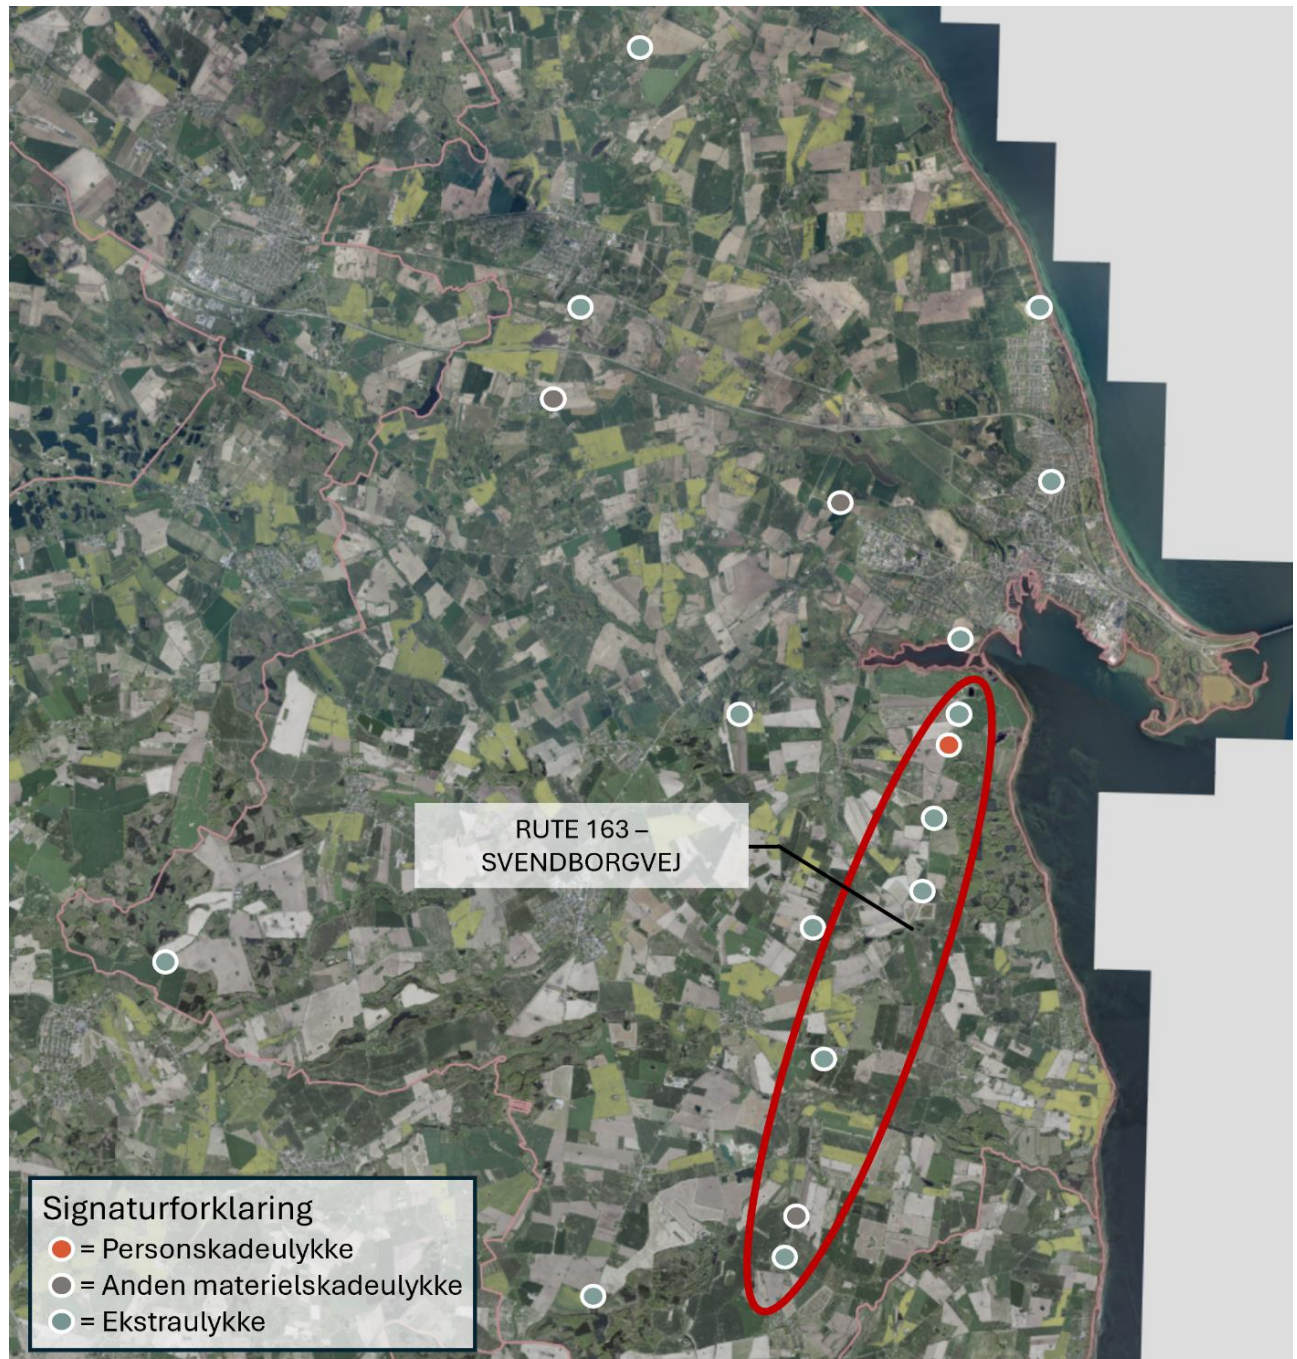 RUTE 163 –
SVENDBORGVEJ
Signaturforklaring
= Personskadeulykke
= Anden materielskadeulykke
= Ekstraulykke